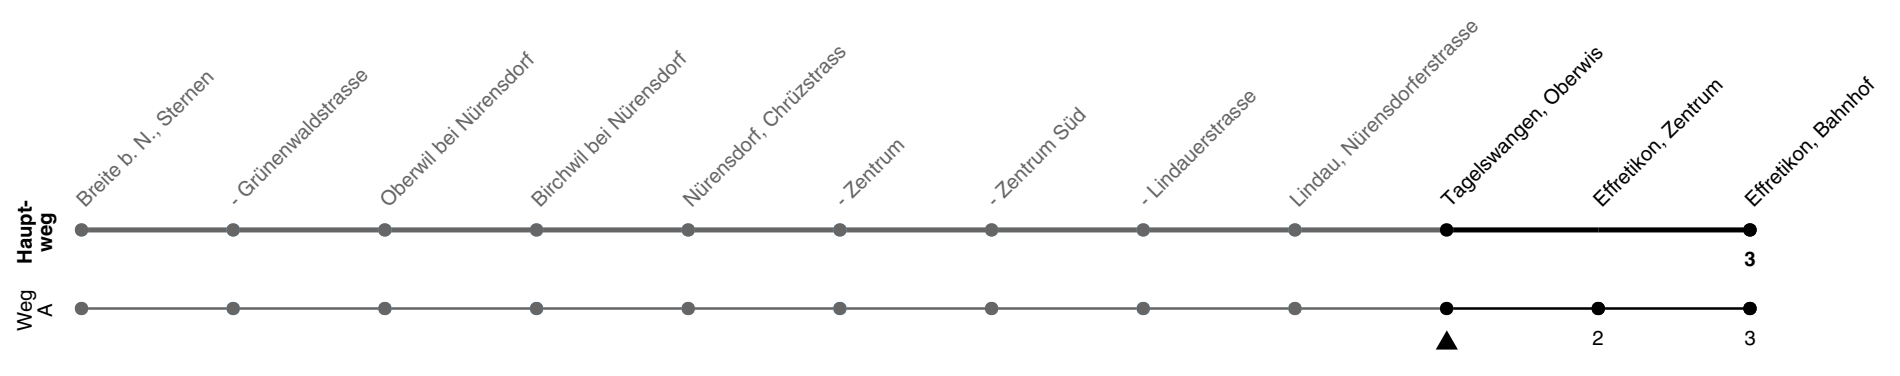 Breite b. N., Sternen
- Grünenwaldstrasse
Oberwil bei Nürensdorf
Birchwil bei Nürensdorf
Nürensdorf, Chrüzstrass
- Zentrum
- Zentrum Süd
- Lindauerstrasse
Lindau, Nürensdorferstrasse
Tagelswangen, Oberwis
Effretikon, Zentrum
Effretikon, Bahnhof
Haupt-
weg
3
Weg
A
2
3